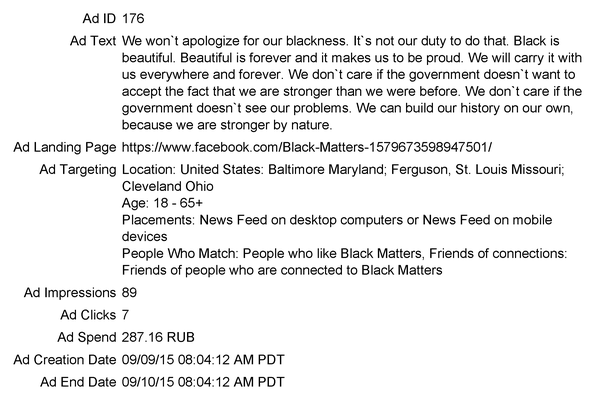 Ad ID 176
Ad Text We won`t apologize for our blackness. It`s not our duty to do that. Black is
beautiful. Beautiful is forever and it makes us to be proud. We will carry it with
us everywhere and forever. We don`t care if the government doesn`t want to
accept the fact that we are stronger than we were before. We don`t care if the
government doesn`t see our problems. We can build our history on our own,
because we are stronger by nature.
Ad Landing Page https://www.facebook.com/Black-Matters-1579673598947501/
Ad Targeting Location: United States: Baltimore Maryland; Ferguson, St. Louis Missouri;
Cleveland Ohio
Age: 18 - 65+
Placements: News Feed on desktop computers or News Feed on mobile
devices
People Who Match: People who like Black Matters, Friends of connections:
Friends of people who are connected to Black Matters
Ad Impressions 89
Ad Clicks 7
Ad Spend 287.16 RUB
Ad Creation Date 09/09/15 08:04:12 AM PDT
Ad End Date 09/10/15 08:04:12 AM PDT